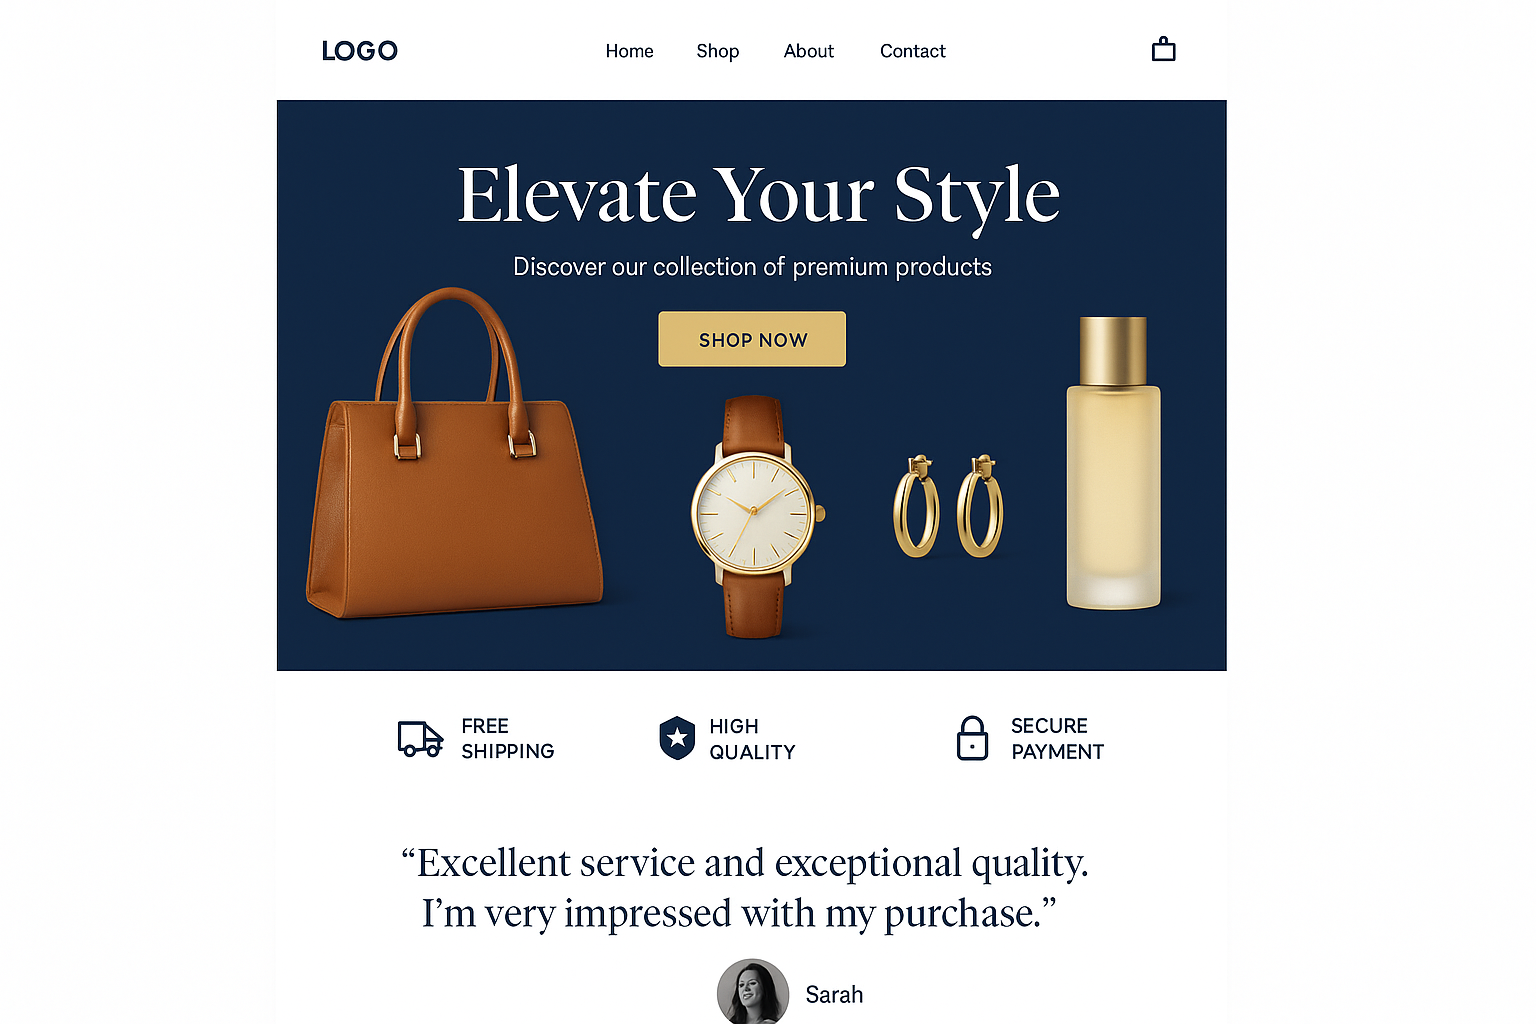 LOGO
Home Shop About Contact
Elevate Your Style
Discover our collection of premium products
SHOP NOW
FREE
SHIPPING
HIGH
QUALITY
SECURE
PAYMENT
“Excellent service and exceptional quality.
I’m very impressed with my purchase.”
Sarah